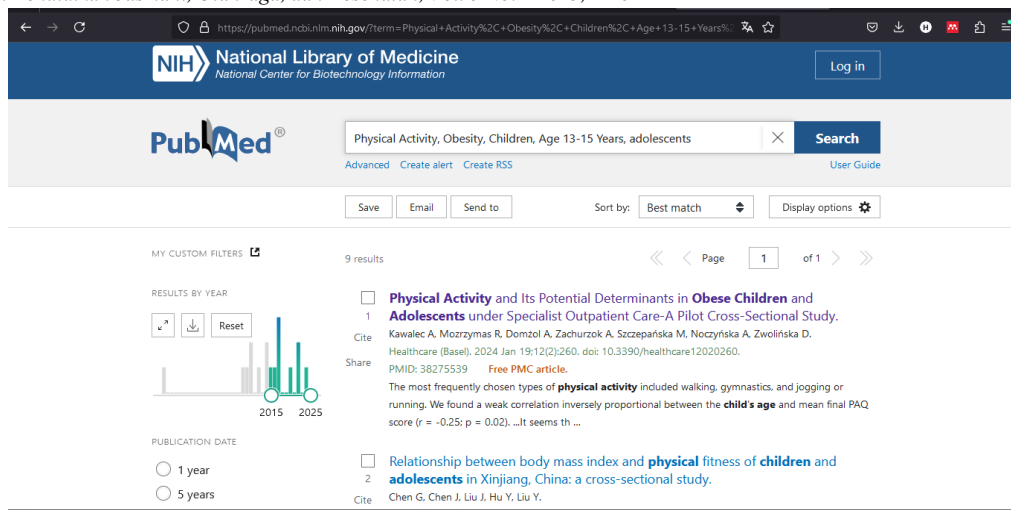 https://pubmed.ncbi.nlm.nih.gov/?term=Physical+Activity%2C+Obesity%2C+Children%2C+Age+13-15+Years%
NIH
National Library of Medicine
National Center for Biotechnology Information
Log in
PubMed®
Physical Activity, Obesity, Children, Age 13-15 Years, adolescents
Search
Advanced Create alert Create RSS
User Guide
Save Email Send to
Sort by: Best match
Display options
MY CUSTOM FILTERS
9 results
Page 1 of 1
RESULTS BY YEAR
Reset
2015 2025
PUBLICATION DATE
1 year
5 years
1
Cite
Share
Physical Activity and Its Potential Determinants in Obese Children and
Adolescents under Specialist Outpatient Care-A Pilot Cross-Sectional Study.
Kawalec A, Mozrzymas R, Domżol A, Zachurzok A, Szczepańska M, Noczyńska A, Zwolińska D.
Healthcare (Basel). 2024 Jan 19;12(2):260. doi: 10.3390/healthcare12020260.
PMID: 38275539 Free PMC article.
The most frequently chosen types of physical activity included walking, gymnastics, and jogging or
running. We found a weak correlation inversely proportional between the child's age and mean final PAQ
score (r = -0.25; p = 0.02). ...It seems th ...
2
Cite
Relationship between body mass index and physical fitness of children and
adolescents in Xinjiang, China: a cross-sectional study.
Chen G, Chen J, Liu J, Hu Y, Liu Y.